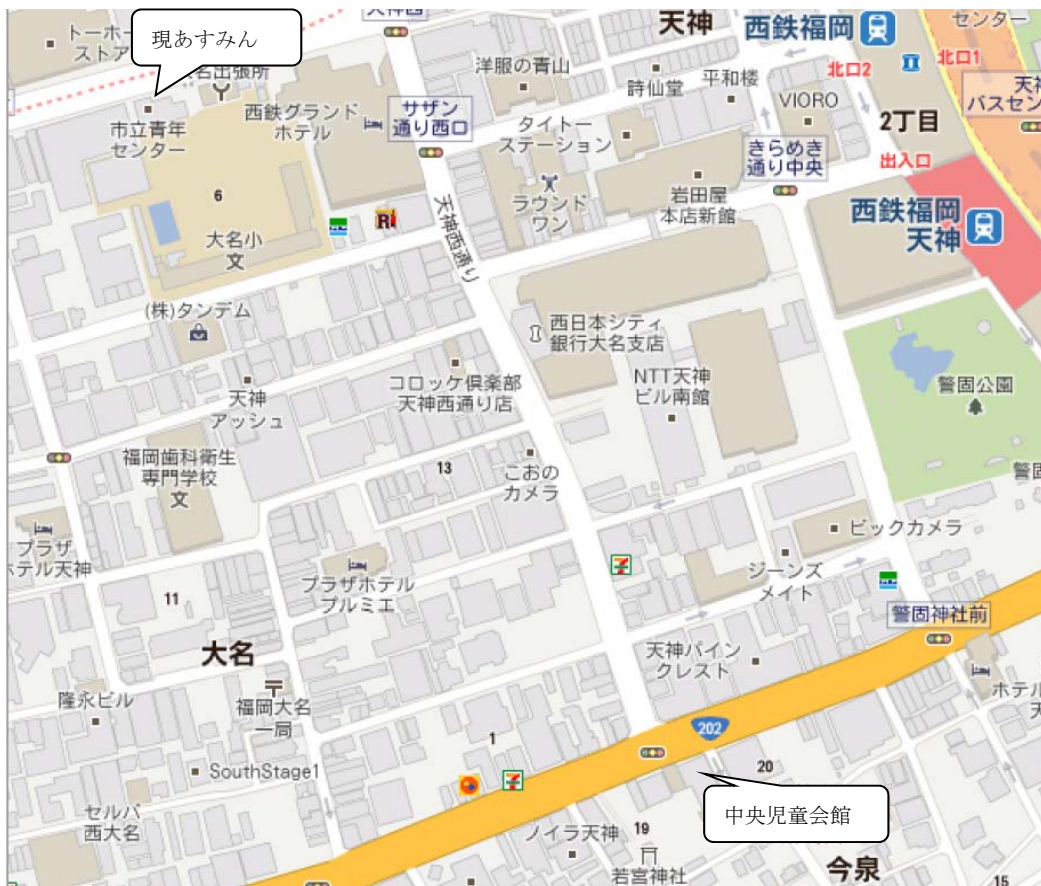 天神西
天神
西鉄福岡
センター
トーホー
ストア
現あすみん
北口1
洋服の青山
北口2
詩仙堂
平和楼
バスセン
西鉄グランド
ホテル
VIORO
サザン
通り西口
タイトー
ステーション
2丁目
市立青年
センター
きらめき
通り中央
出入口
岩田屋
本店新館
6
ラウンド
ワン
西鉄福岡
天神
R
天神西通り
大名小
文
(株)タンデム
西日本シティ
銀行大名支店
コロッケ倶楽部
天神西通り店
NTT天神
ビル南館
警固公園
天神
アッシュ
福岡歯科衛生
専門学校
文
13
こおの
カメラ
ビックカメラ
プラザ
ホテル天神
7
ジーンズ
メイト
プラザホテル
プルミエ
11
警固神社前
大名
天神パイン
クレスト
隆永ビル
福岡大名
一局
ホテル
202
1
SouthStage1
20
7
中央児童会館
セルバ
西大名
ノイラ天神
19
若宮神社
今泉
15